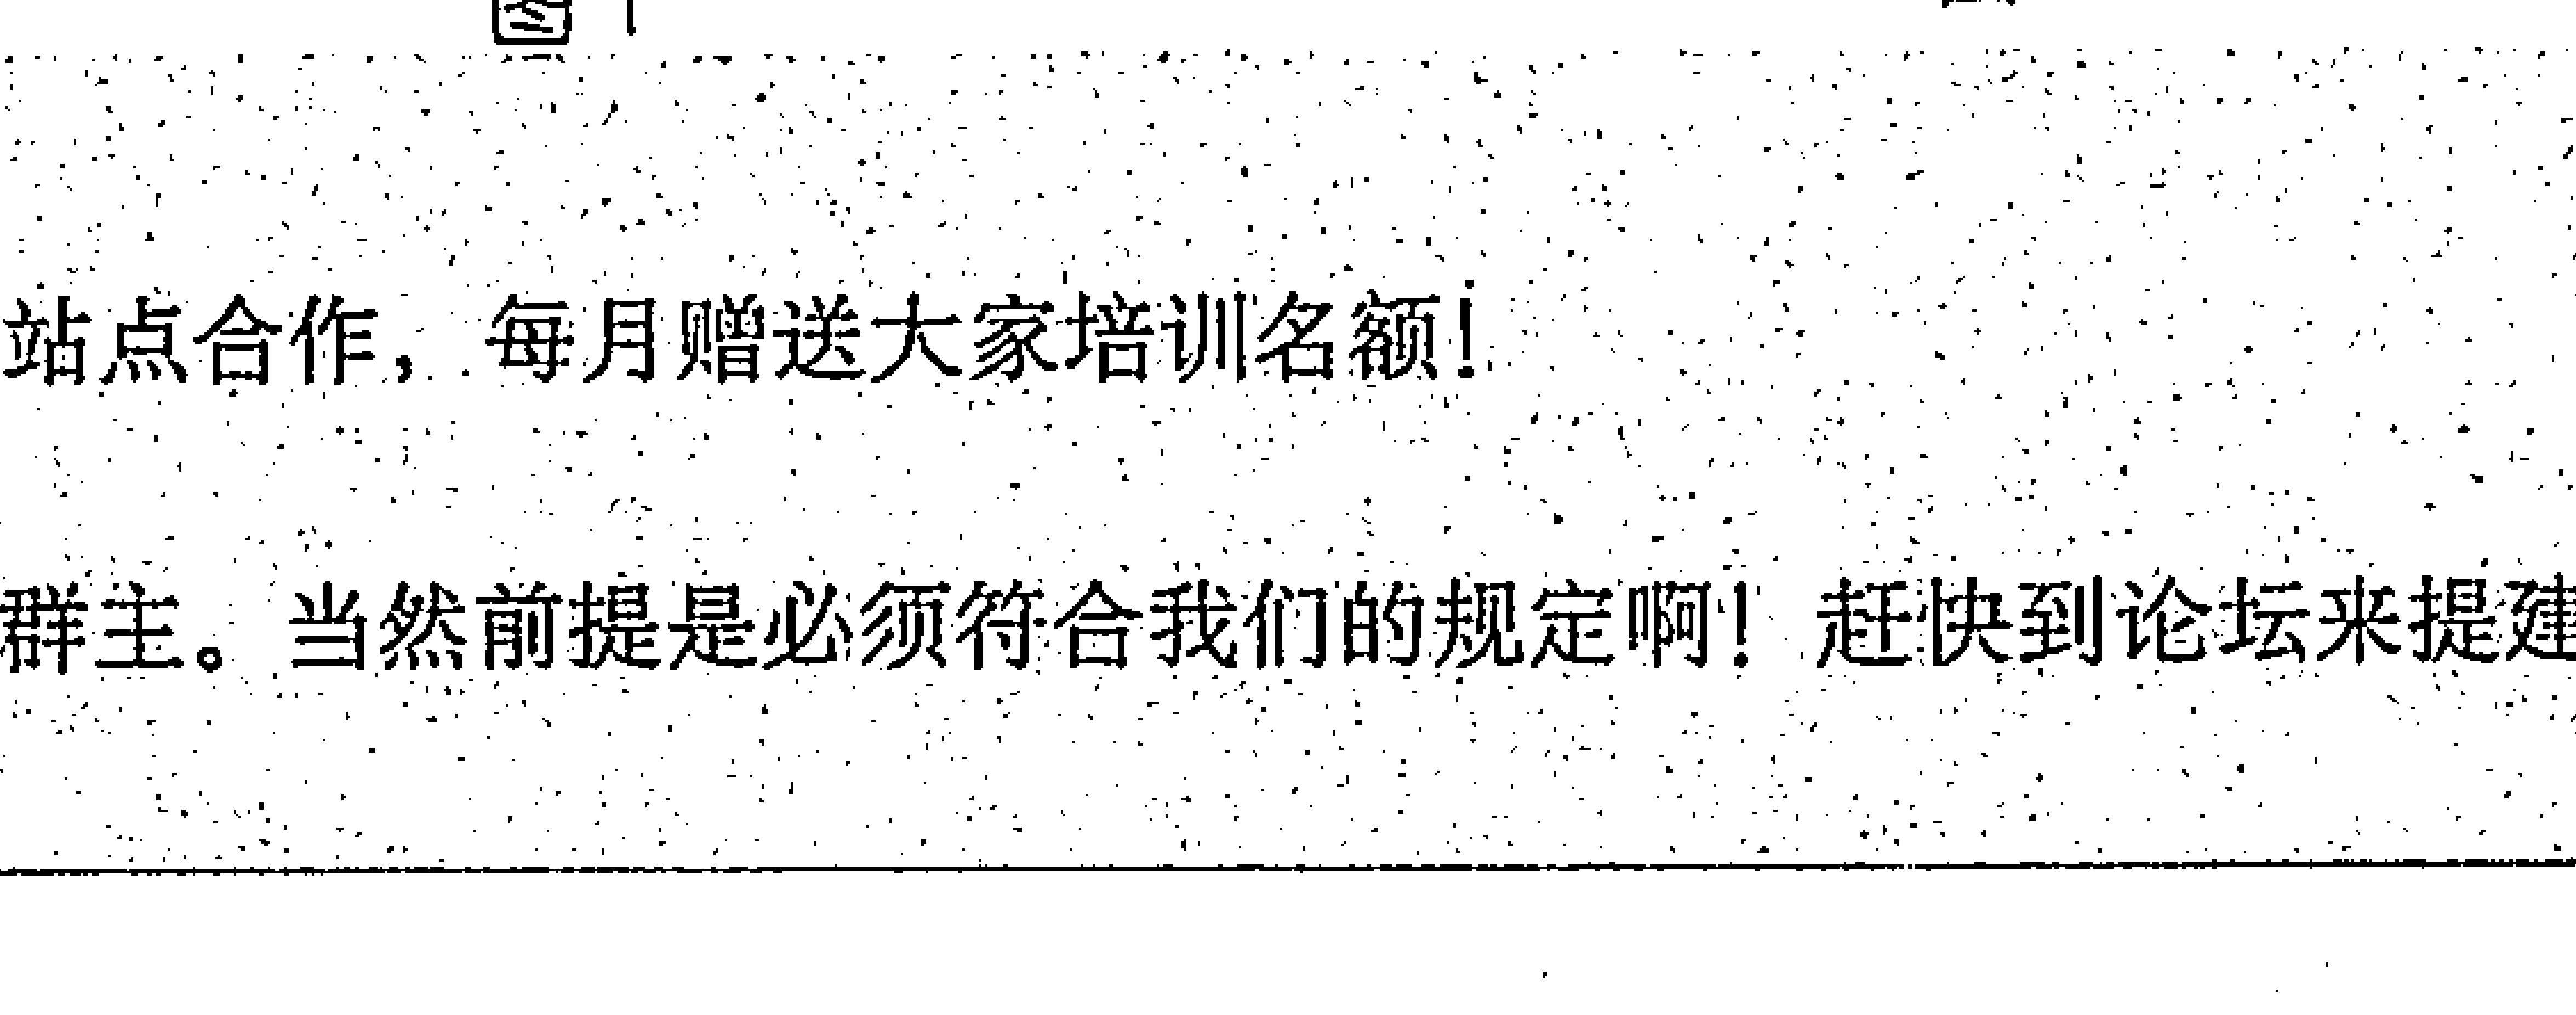 图1
站点合作，每月赠送大家培训名额！
群主。当然前提是必须符合我们的规定啊！赶快到论坛来提建